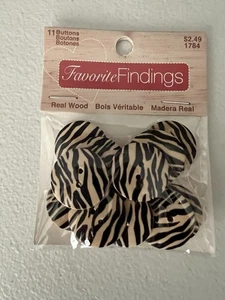 11 Buttons
Boutons
Botones
$2.49
1784
Favorite Findings
Real Wood Bois Véritable Madera Real